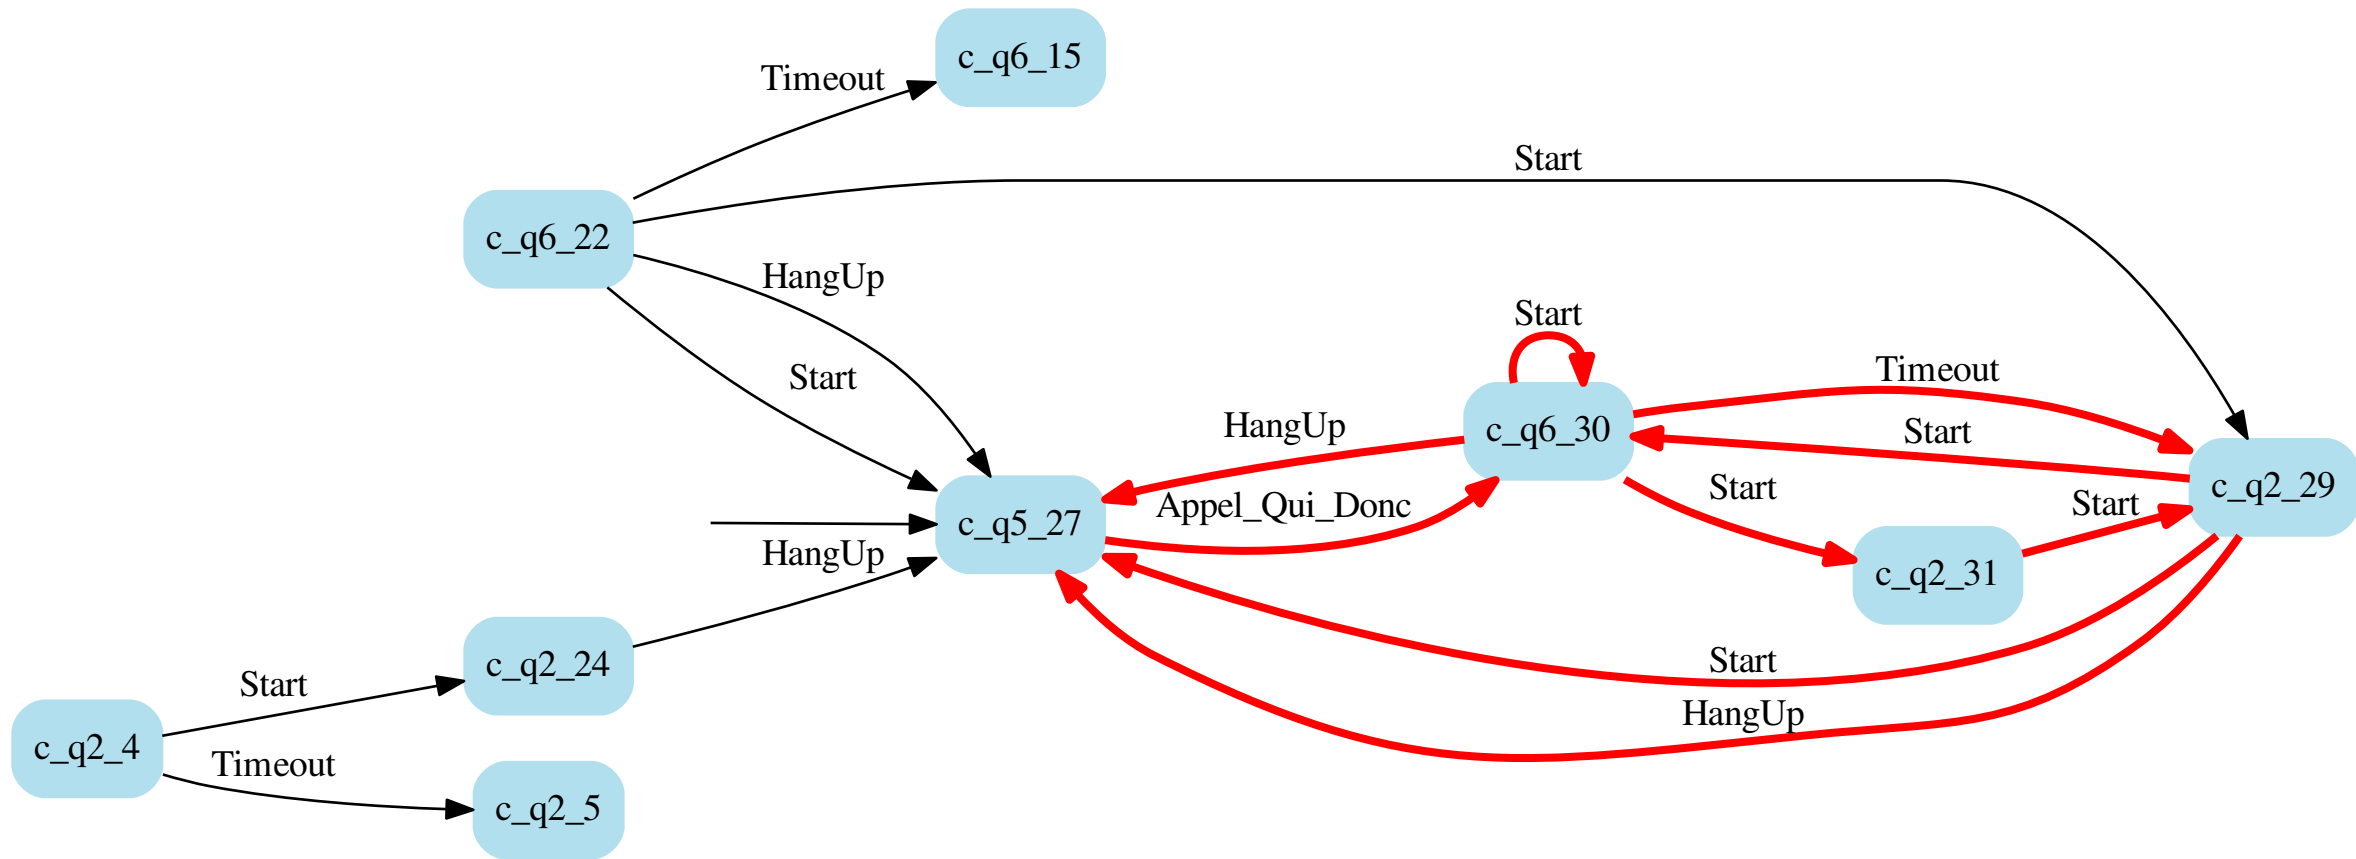 c_q6_15
Timeout
Start
c_q6_22
HangUp
Start
Start
Timeout
HangUp
c_q6_30
Start
Start
c_q2_29
Appel_Qui_Donc
Start
c_q5_27
HangUp
c_q2_31
Start
c_q2_24
Start
HangUp
c_q2_4
Timeout
c_q2_5